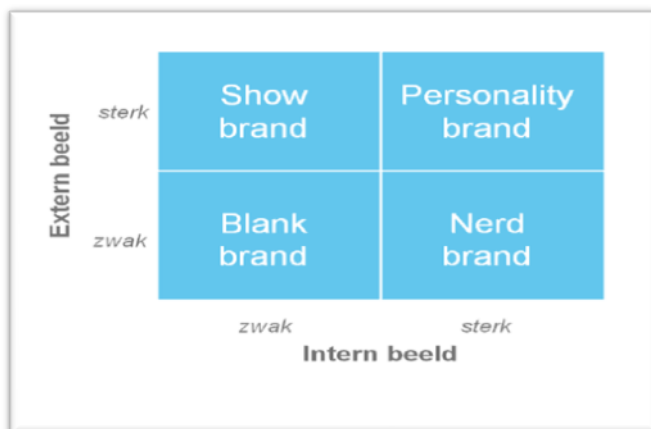 Extern beeld
sterk
Show
brand
Personality
brand
zwak
Blank
brand
Nerd
brand
zwak
sterk
Intern beeld